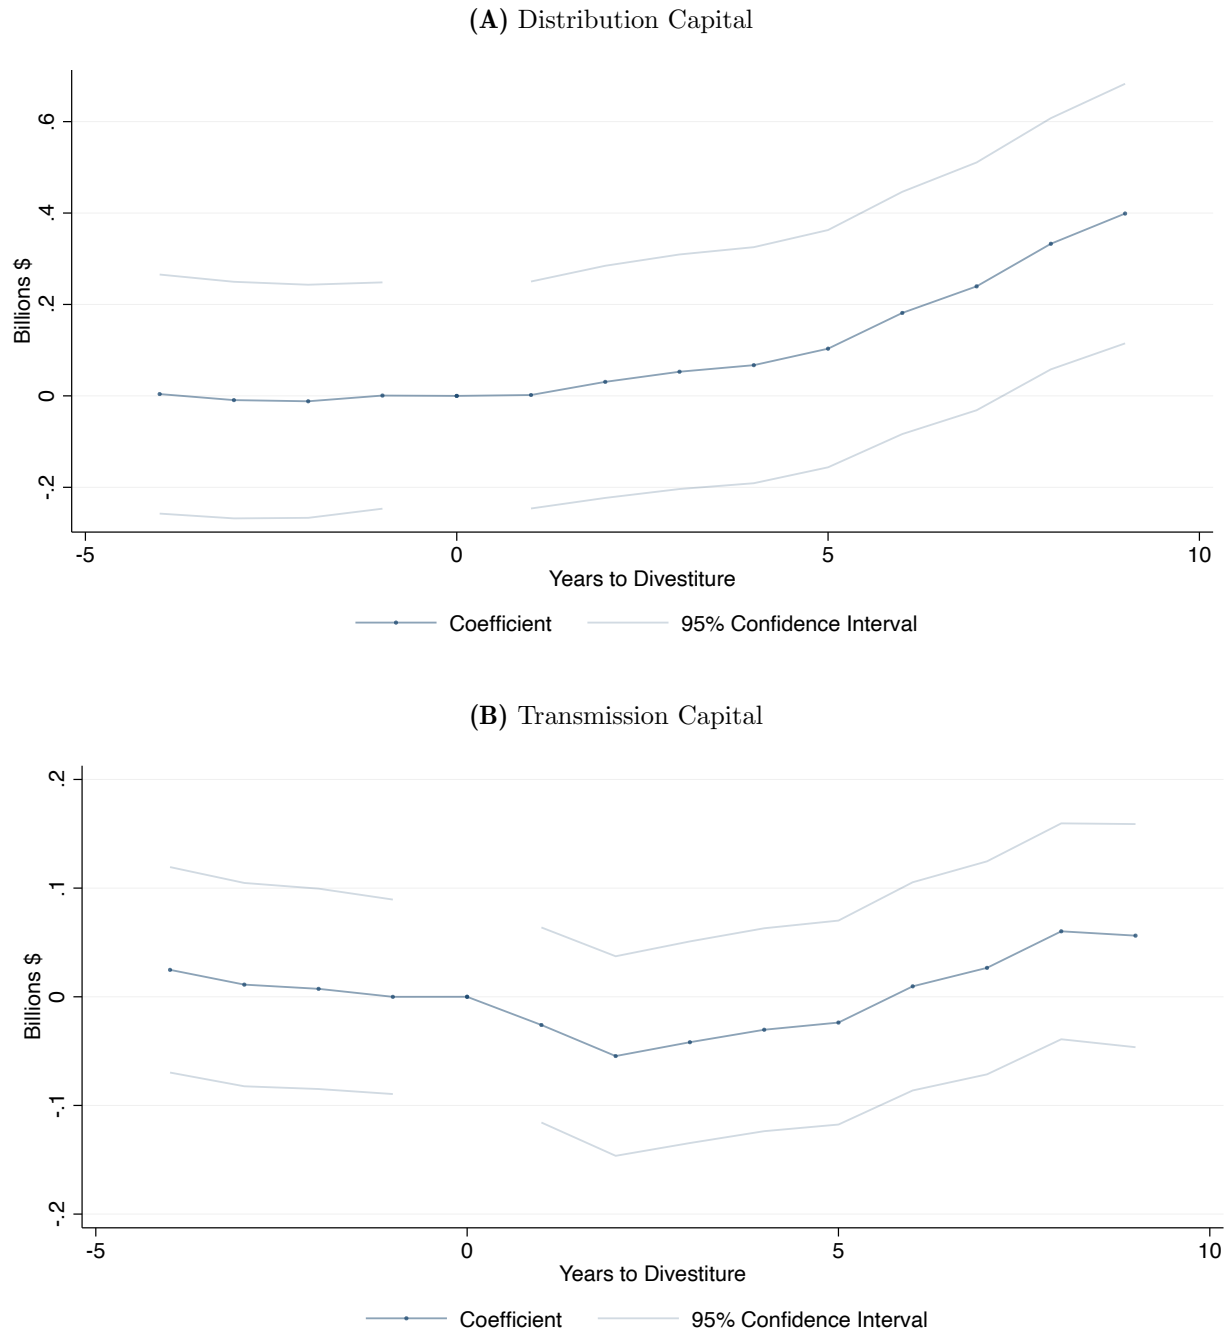 (A) Distribution Capital
Billions $
.6
.4
.2
0
-.2
-5 0 5 10
Years to Divestiture
Coefficient 95% Confidence Interval
(B) Transmission Capital
Billions $
.2
.1
0
-.1
-.2
-5 0 5 10
Years to Divestiture
Coefficient 95% Confidence Interval